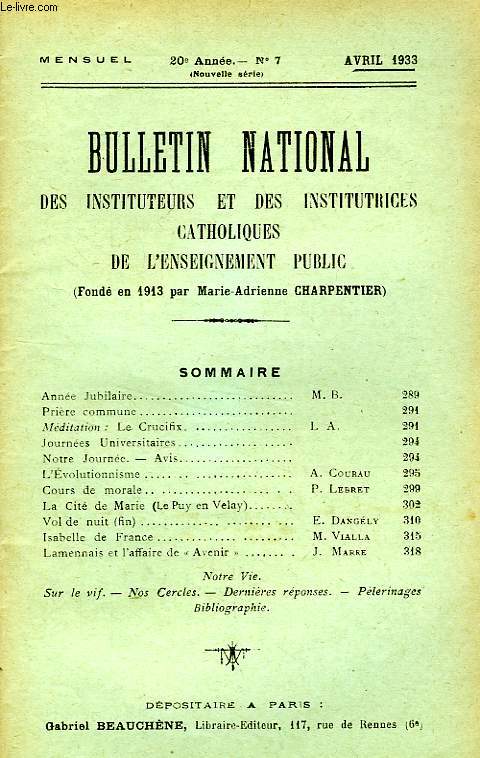 Le-livre.com
MENSUEL 20e Année. — No 7 AVRIL 1933
(Nouvelle série)
BULLETIN NATIONAL
DES INSTITUTEURS ET DES INSTITUTRICES
CATHOLIQUES
DE L'ENSEIGNEMENT PUBLIC
(Fondé en 1913 par Marie-Adrienne CHARPENTIER)
SOMMAIRE
Année Jubilaire............................ M. B. 289
Prière commune............................ 291
Méditation : Le Crucifix. .................. L. A. 291
Journées Universitaires..................... 294
Notre Journée. — Avis...................... 294
L'Évolutionnisme .......................... A. COURAU 295
Cours de morale............................ P. LEBRET 299
La Cité de Marie (Le Puy en Velay)........ 302
Vol de nuit (fin) ........................... E. DANGÉLY 310
Isabelle de France.......................... M. VIALLA 315
Lamennais et l'affaire de « Avenir » ........ J. MARRE 318
Notre Vie.
Sur le vif. — Nos Cercles. — Dernières réponses. — Pèlerinages
Bibliographie.
DÉPOSITAIRE A PARIS :
Gabriel BEAUCHÊNE, Libraire-Editeur, 117, rue de Rennes (6e)